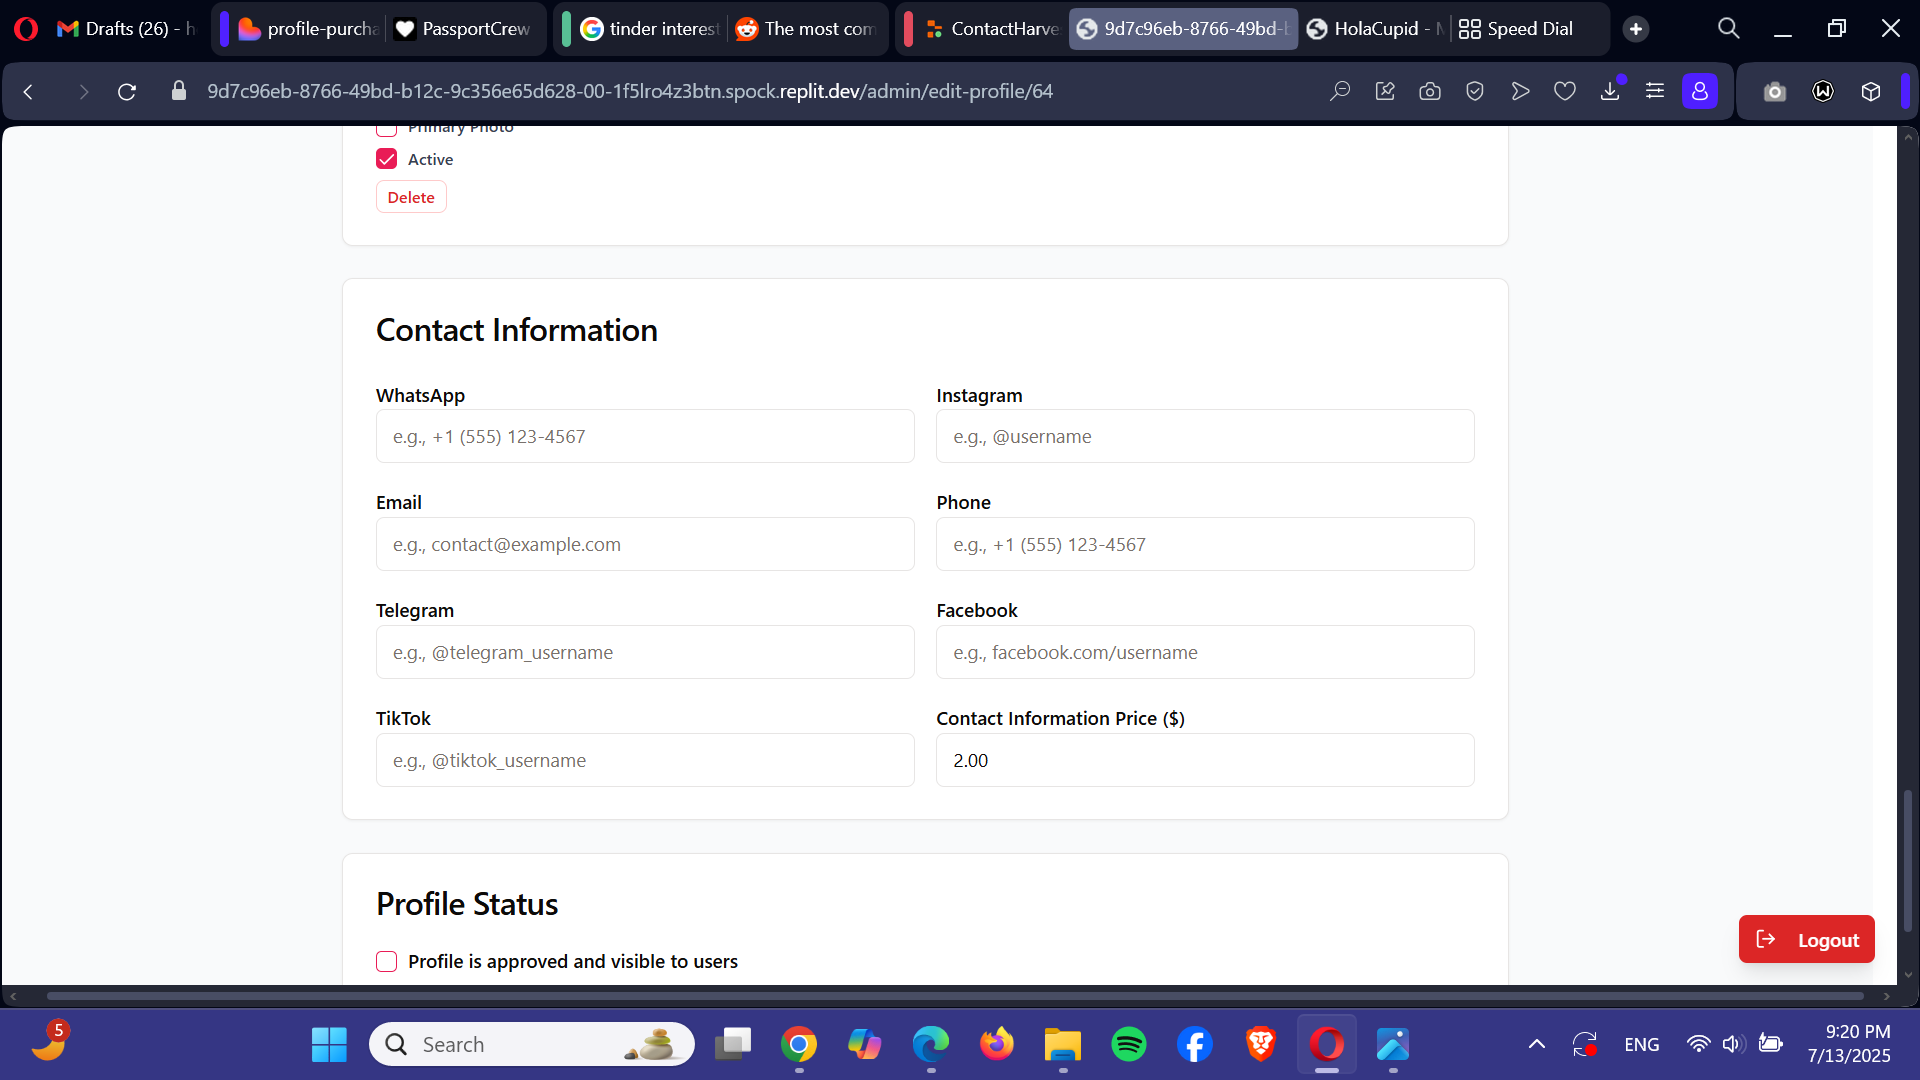 Drafts (26) - h
profile-purcha
PassportCrew
tinder interest
The most com
ContactHarve
9d7c96eb-8766-49bd-b
HolaCupid - N
Speed Dial
9d7c96eb-8766-49bd-b12c-9c356e65d628-00-1f5lro4z3btn.spock.replit.dev/admin/edit-profile/64
Primary Photo
Active
Delete
Contact Information
WhatsApp
Instagram
e.g., +1 (555) 123-4567
e.g., @username
Email
Phone
e.g., contact@example.com
e.g., +1 (555) 123-4567
Telegram
Facebook
e.g., @telegram_username
e.g., facebook.com/username
TikTok
Contact Information Price ($)
e.g., @tiktok_username
2.00
Profile Status
Profile is approved and visible to users
Logout
5
Search
ENG
9:20 PM
7/13/2025